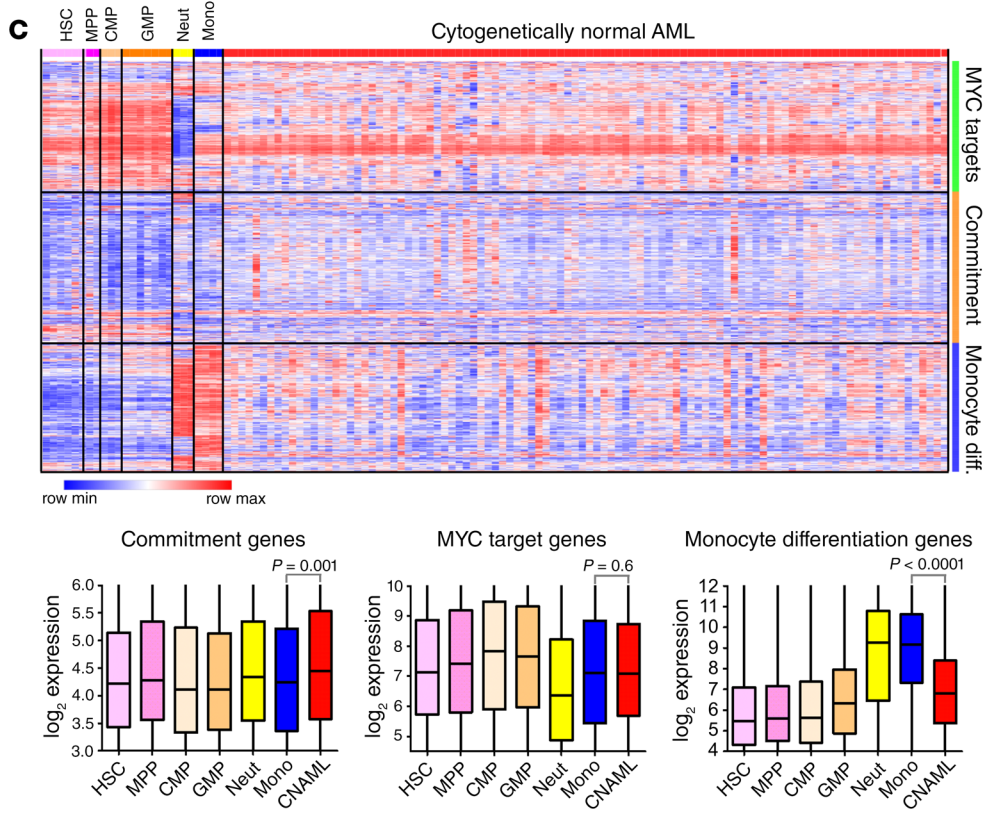 c
HSC
MPP
CMP
GMP
Neut
Mono
Cytogenetically normal AML
MYC targets
Commitment
Monocyte diff.
row min
row max
Commitment genes
P = 0.001
log2 expression
6.0
5.5
5.0
4.5
4.0
3.5
3.0
HSC
MPP
CMP
GMP
Neut
Mono
CNAML
MYC target genes
P = 0.6
log2 expression
10
9
8
7
6
5
HSC
MPP
CMP
GMP
Neut
Mono
CNAML
Monocyte differentiation genes
P < 0.0001
log2 expression
12
11
10
9
8
7
6
5
4
HSC
MPP
CMP
GMP
Neut
Mono
CNAML